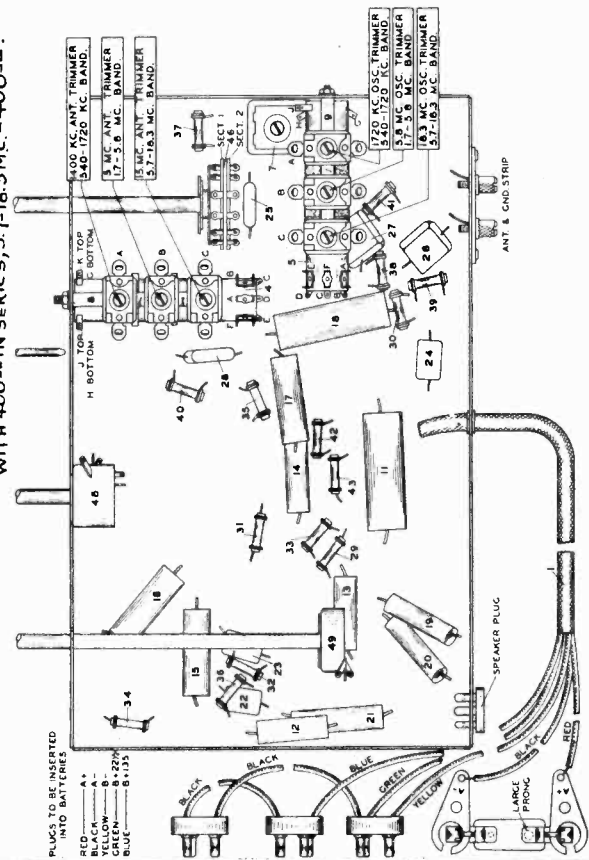 WITH 400~ IN SERIES, 5.7-18.3 MC.-400~.
1400 KC. ANT. TRIMMER
540-1720 KC. BAND.
5 MC. ANT. TRIMMER
1.7-5.8 MC. BAND.
15 MC. ANT. TRIMMER
5.7-18.3 MC. BAND.
1720 KC. OSC. TRIMMER
540-1720 KC. BAND.
5.8 MC. OSC. TRIMMER
1.7-5.8 MC. BAND.
18.3 MC. OSC. TRIMMER
5.7-18.3 MC. BAND.
K TOP
G BOTTOM
J TOP
H BOTTOM
8
A
B
C
37
SECT. 1
46
SECT. 2
7
25
9
A
B
C
5
41
27
38
26
39
30
24
ANT. & GND. STRIP
B
A
F
C
4
E
D
C
B
F
H
J
18
28
40
35
17
14
42
43
11
48
31
33
29
16
15
13
49
36
23
32
22
19
20
34
12
21
SPEAKER PLUG
1
PLUGS TO BE INSERTED
INTO BATTERIES
RED A+
BLACK A-
YELLOW B-
GREEN B+22½
BLUE B+135
BLACK
BLACK
BLUE
GREEN
YELLOW
BLACK
RED
LARGE
PRONG
A-
A+